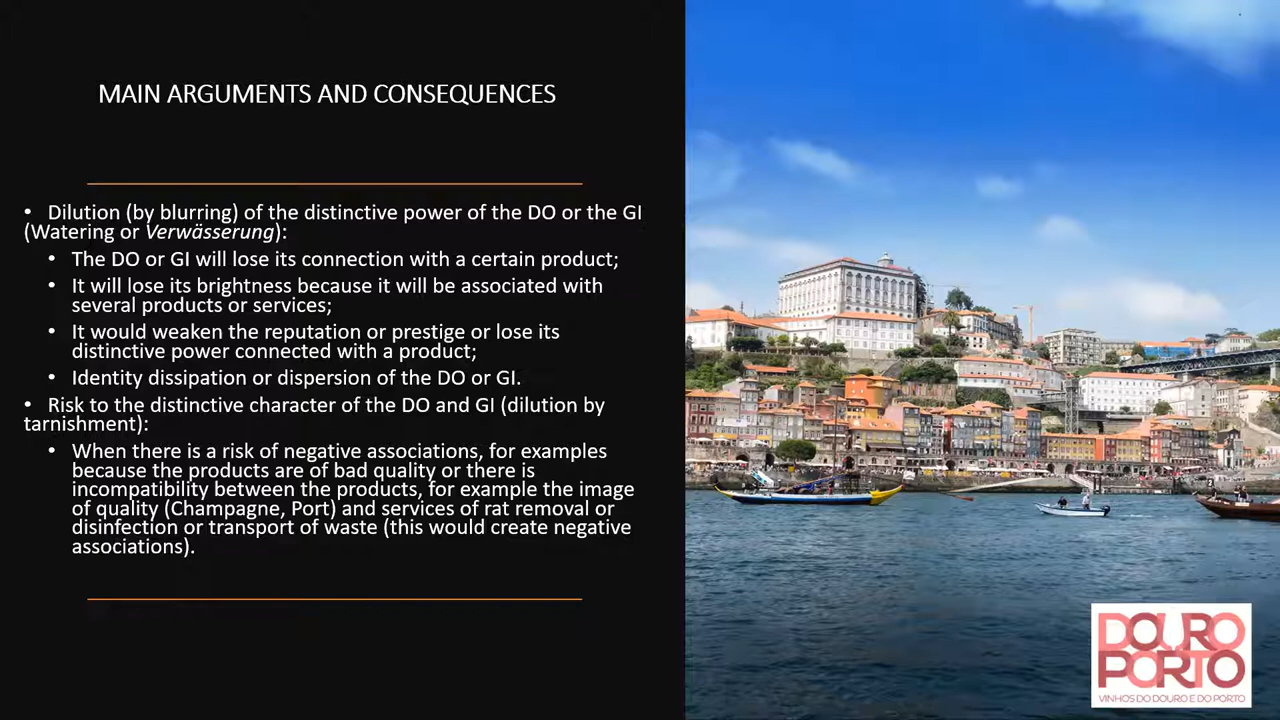 MAIN ARGUMENTS AND CONSEQUENCES
• Dilution (by blurring) of the distinctive power of the DO or the GI
(Watering or Verwässerung):
• The DO or GI will lose its connection with a certain product;
• It will lose its brightness because it will be associated with
several products or services;
• It would weaken the reputation or prestige or lose its
distinctive power connected with a product;
• Identity dissipation or dispersion of the DO or GI.
• Risk to the distinctive character of the DO and GI (dilution by
tarnishment):
• When there is a risk of negative associations, for examples
because the products are of bad quality or there is
incompatibility between the products, for example the image
of quality (Champagne, Port) and services of rat removal or
disinfection or transport of waste (this would create negative
associations).
DOURO
PORTO
VINHOS DO DOURO E DO PORTO